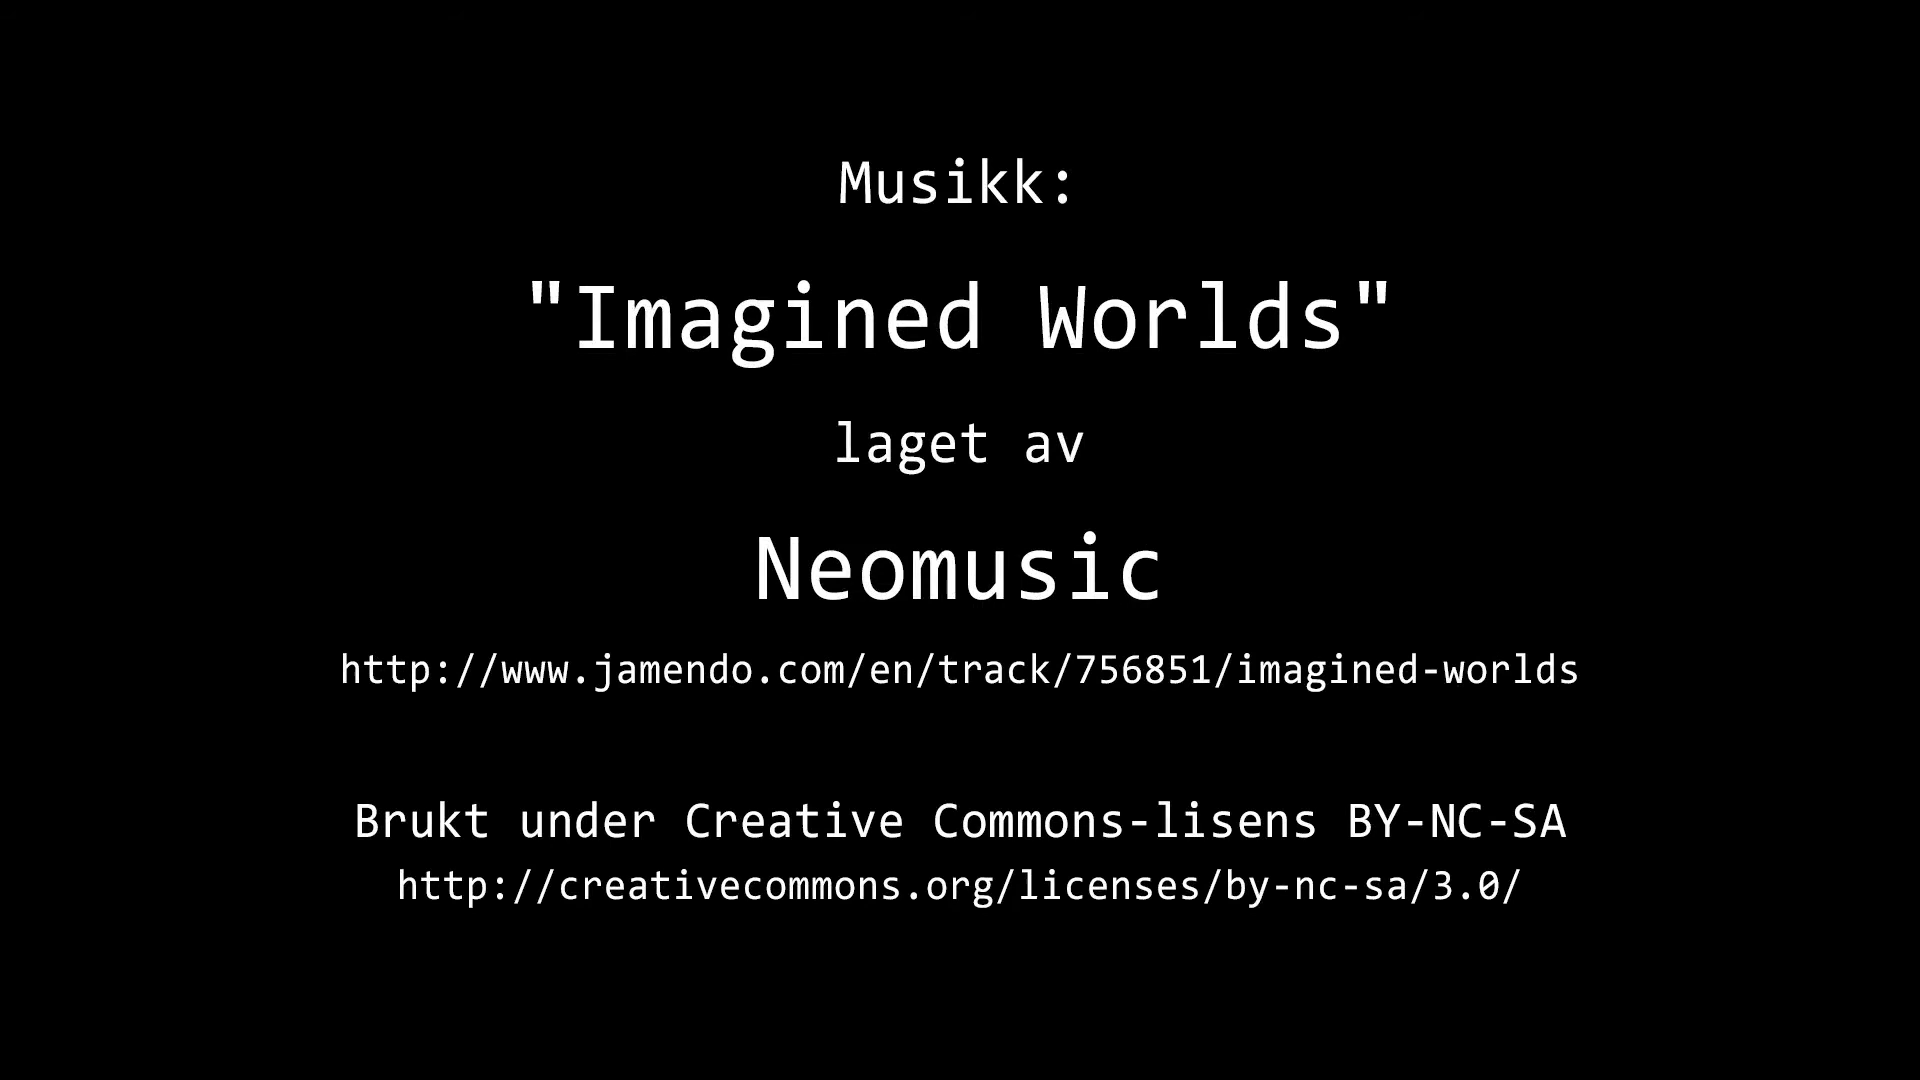 Musikk:
"Imagined Worlds"
laget av
Neomusic
http://www.jamendo.com/en/track/756851/imagined-worlds
Brukt under Creative Commons-lisens BY-NC-SA
http://creativecommons.org/licenses/by-nc-sa/3.0/